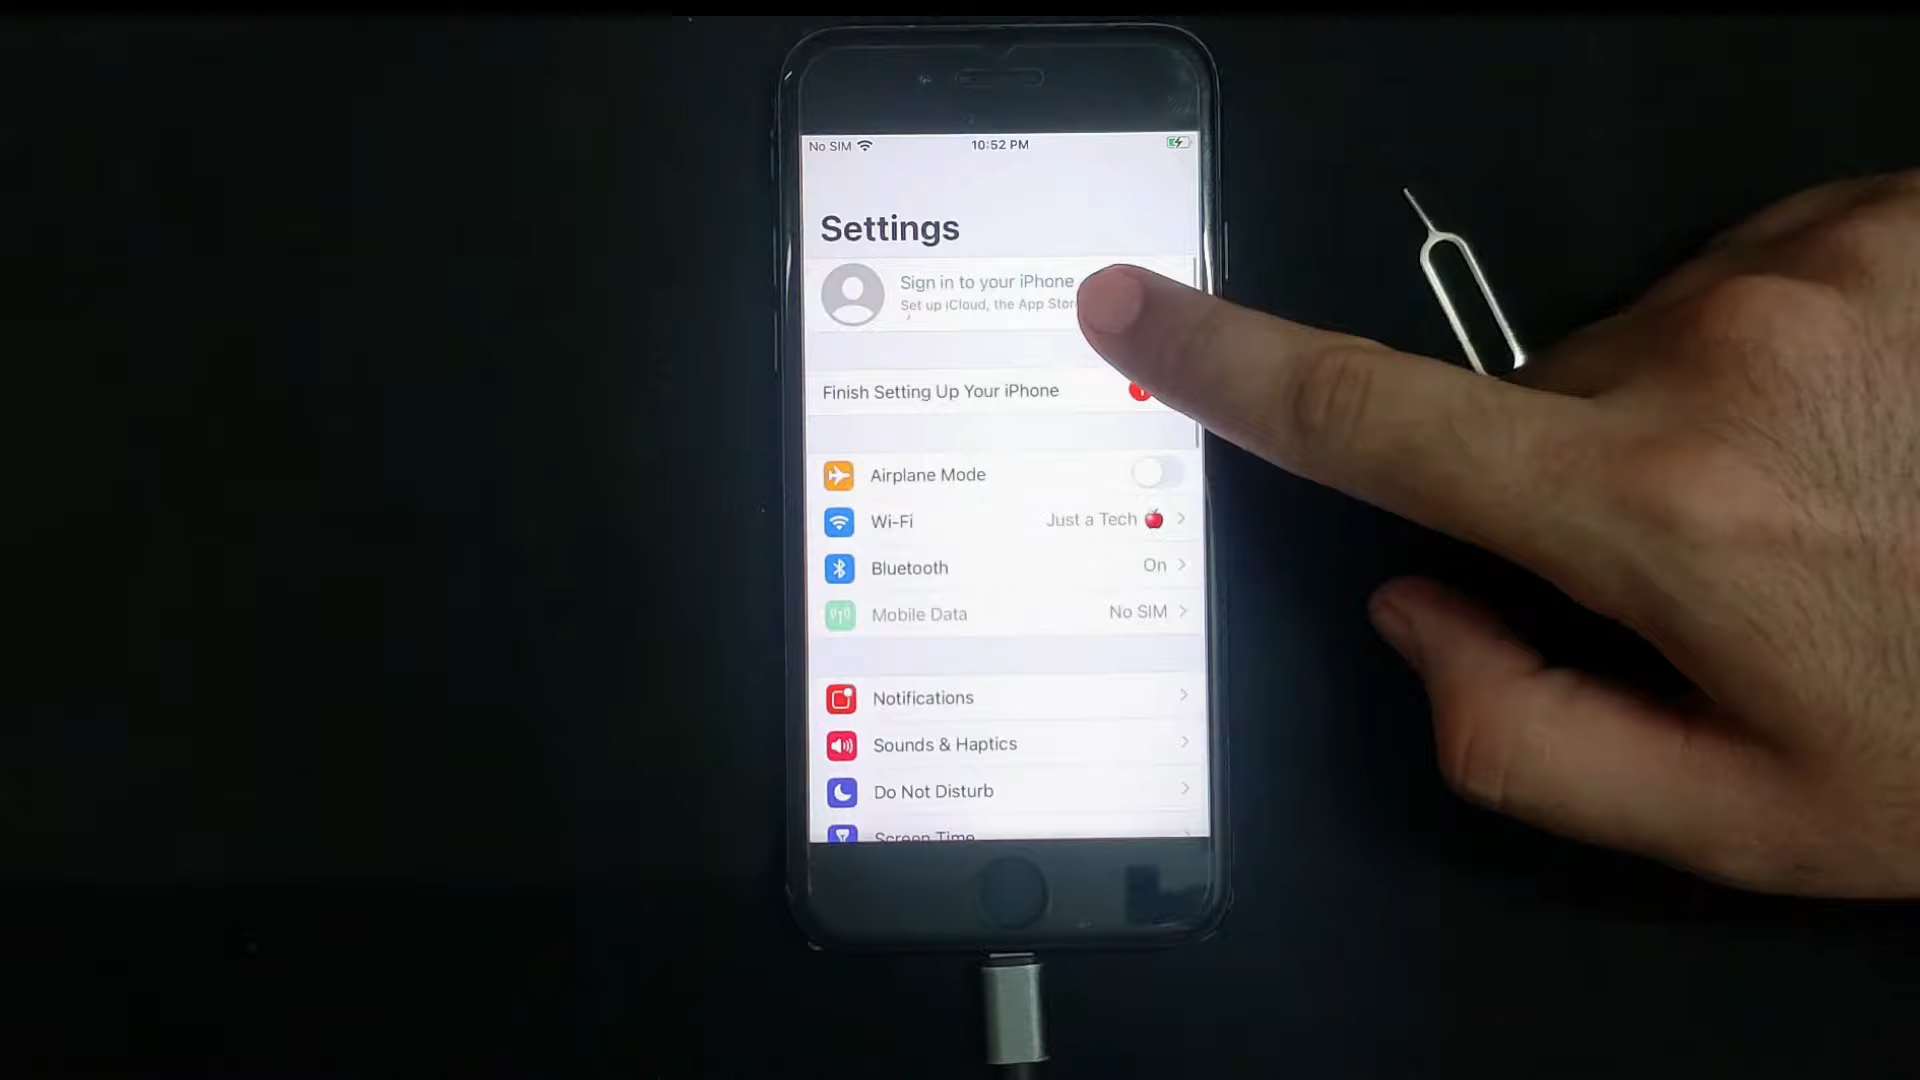 No SIM 10:52 PM
Settings
Sign in to your iPhone
Set up iCloud, the App
Finish Setting Up Your iPhone
Airplane Mode
Wi-Fi Just a Tech 🍎
Bluetooth On
Mobile Data No SIM
Notifications
Sounds & Haptics
Do Not Disturb
Screen Time